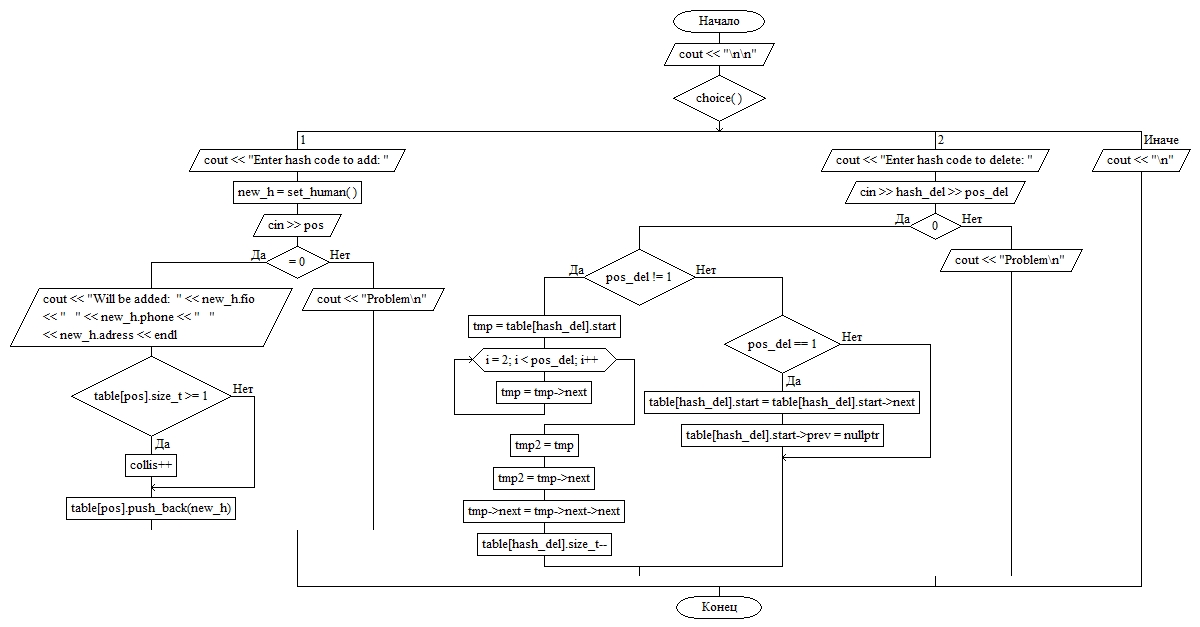 Начало
cout << "\n\n"
choice( )
1
cout << "Enter hash code to add: "
new_h = set_human( )
cin >> pos
= 0
Да
Нет
cout << "Will be added:  " << new_h.fio
<< "   " << new_h.phone << "   "
<< new_h.adress << endl
cout << "Problem\n"
table[pos].size_t >= 1
Нет
Да
collis++
table[pos].push_back(new_h)
2
cout << "Enter hash code to delete: "
cin >> hash_del >> pos_del
0
Да
Нет
cout << "Problem\n"
pos_del != 1
Да
Нет
tmp = table[hash_del].start
i = 2; i < pos_del; i++
tmp = tmp->next
tmp2 = tmp
tmp2 = tmp->next
tmp->next = tmp->next->next
table[hash_del].size_t--
pos_del == 1
Нет
Да
table[hash_del].start = table[hash_del].start->next
table[hash_del].start->prev = nullptr
Иначе
cout << "\n"
Конец